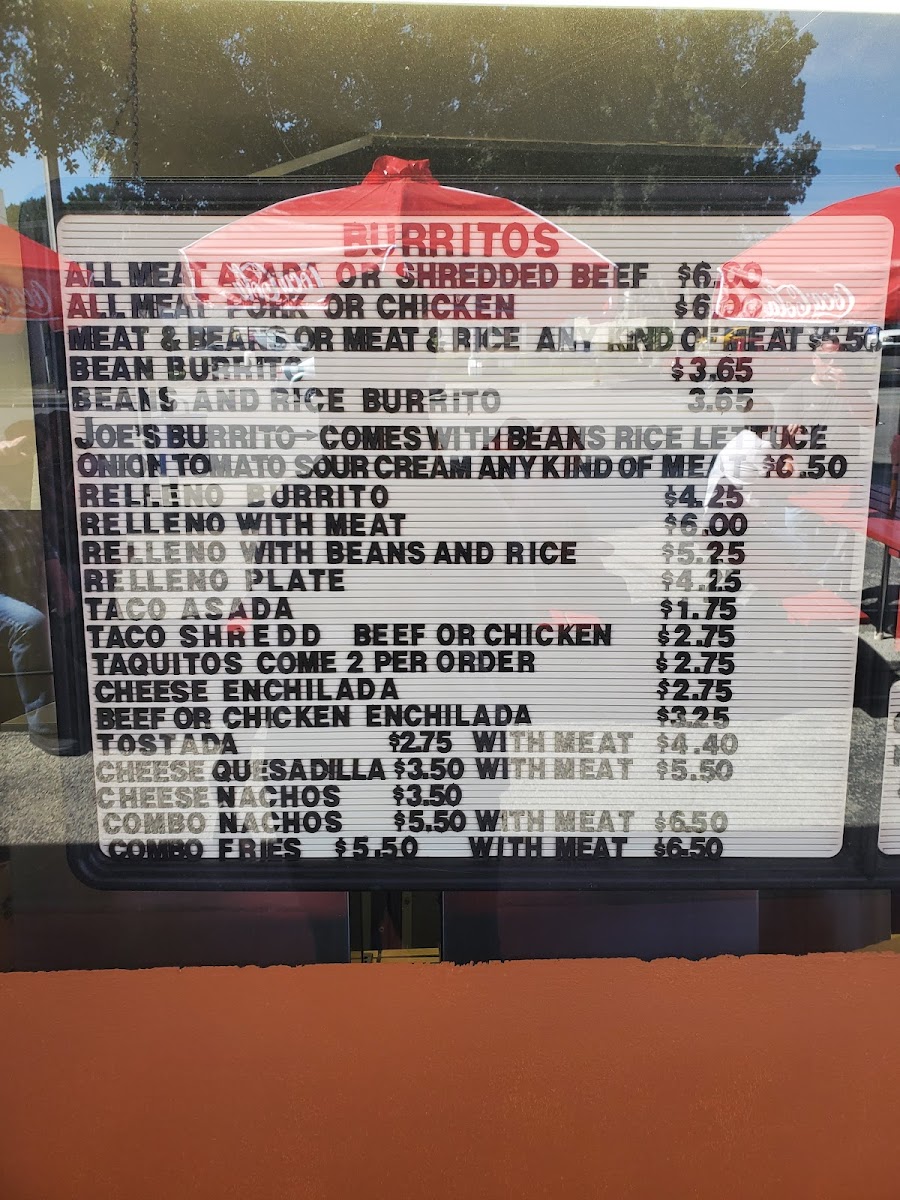 BURRITOS
ALL MEAT ASADA OR SHREDDED BEEF
ALL MEAT PORK OR CHICKEN
MEAT & BEANS OR MEAT & RICE ANY KIND OF MEAT $6.50
BEAN BURRITO $3.65
BEANS AND RICE BURRITO 3.65
JOE'S BURRITO- COMES WITH BEANS RICE LETTUCE
ONION TOMATO SOUR CREAM ANY KIND OF MEAT $6.50
RELLENO BURRITO $4.25
RELLENO WITH MEAT $6.00
RELLENO WITH BEANS AND RICE $5.25
RELLENO PLATE $4.25
TACO ASADA $1.75
TACO SHREDD BEEF OR CHICKEN $2.75
TAQUITOS COME 2 PER ORDER $2.75
CHEESE ENCHILADA $2.75
BEEF OR CHICKEN ENCHILADA $3.25
TOSTADA $2.75 WITH MEAT $4.40
CHEESE QUESADILLA $3.50 WITH MEAT $5.50
CHEESE NACHOS $3.50
COMBO NACHOS $5.50 WITH MEAT $6.50
COMBO FRIES $5.50 WITH MEAT $6.50